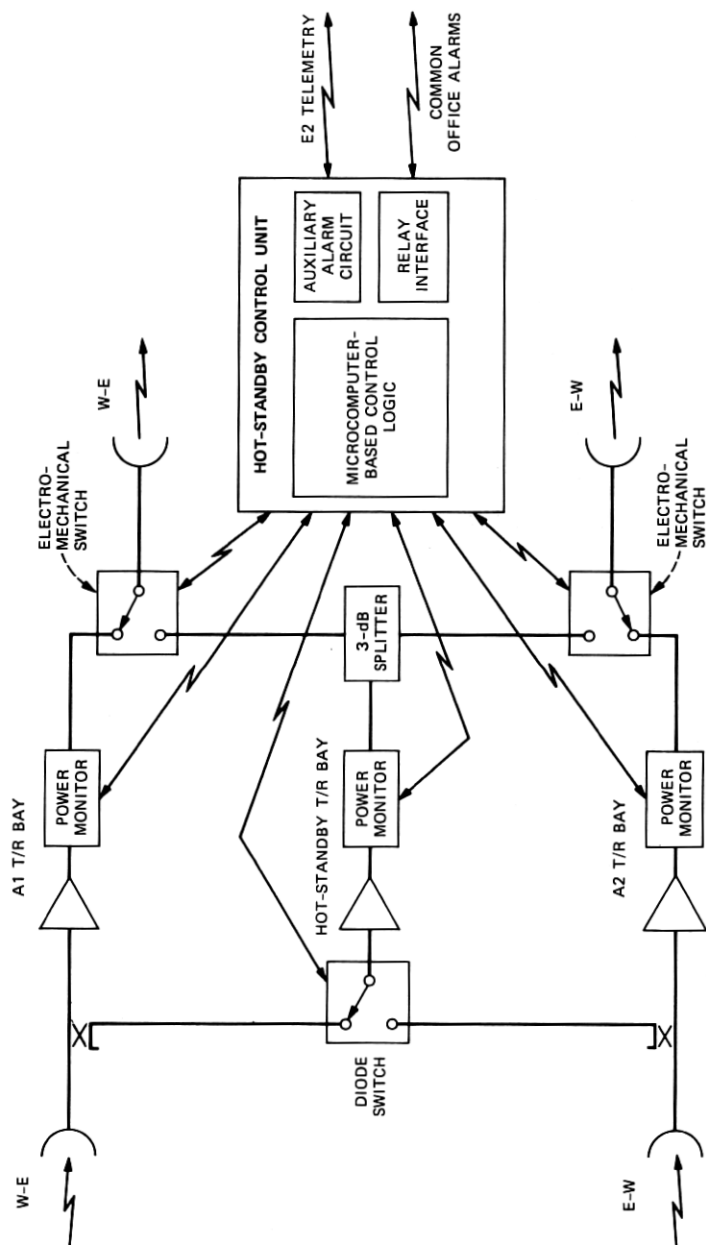 W–E
A1 T/R BAY
POWER
MONITOR
ELECTRO-
MECHANICAL
SWITCH
W–E
DIODE
SWITCH
HOT-STANDBY T/R BAY
POWER
MONITOR
3-dB
SPLITTER
HOT-STANDBY CONTROL UNIT
MICROCOMPUTER-
BASED CONTROL
LOGIC
AUXILIARY
ALARM
CIRCUIT
RELAY
INTERFACE
E2 TELEMETRY
COMMON
OFFICE ALARMS
E–W
A2 T/R BAY
POWER
MONITOR
E–W
ELECTRO-
MECHANICAL
SWITCH